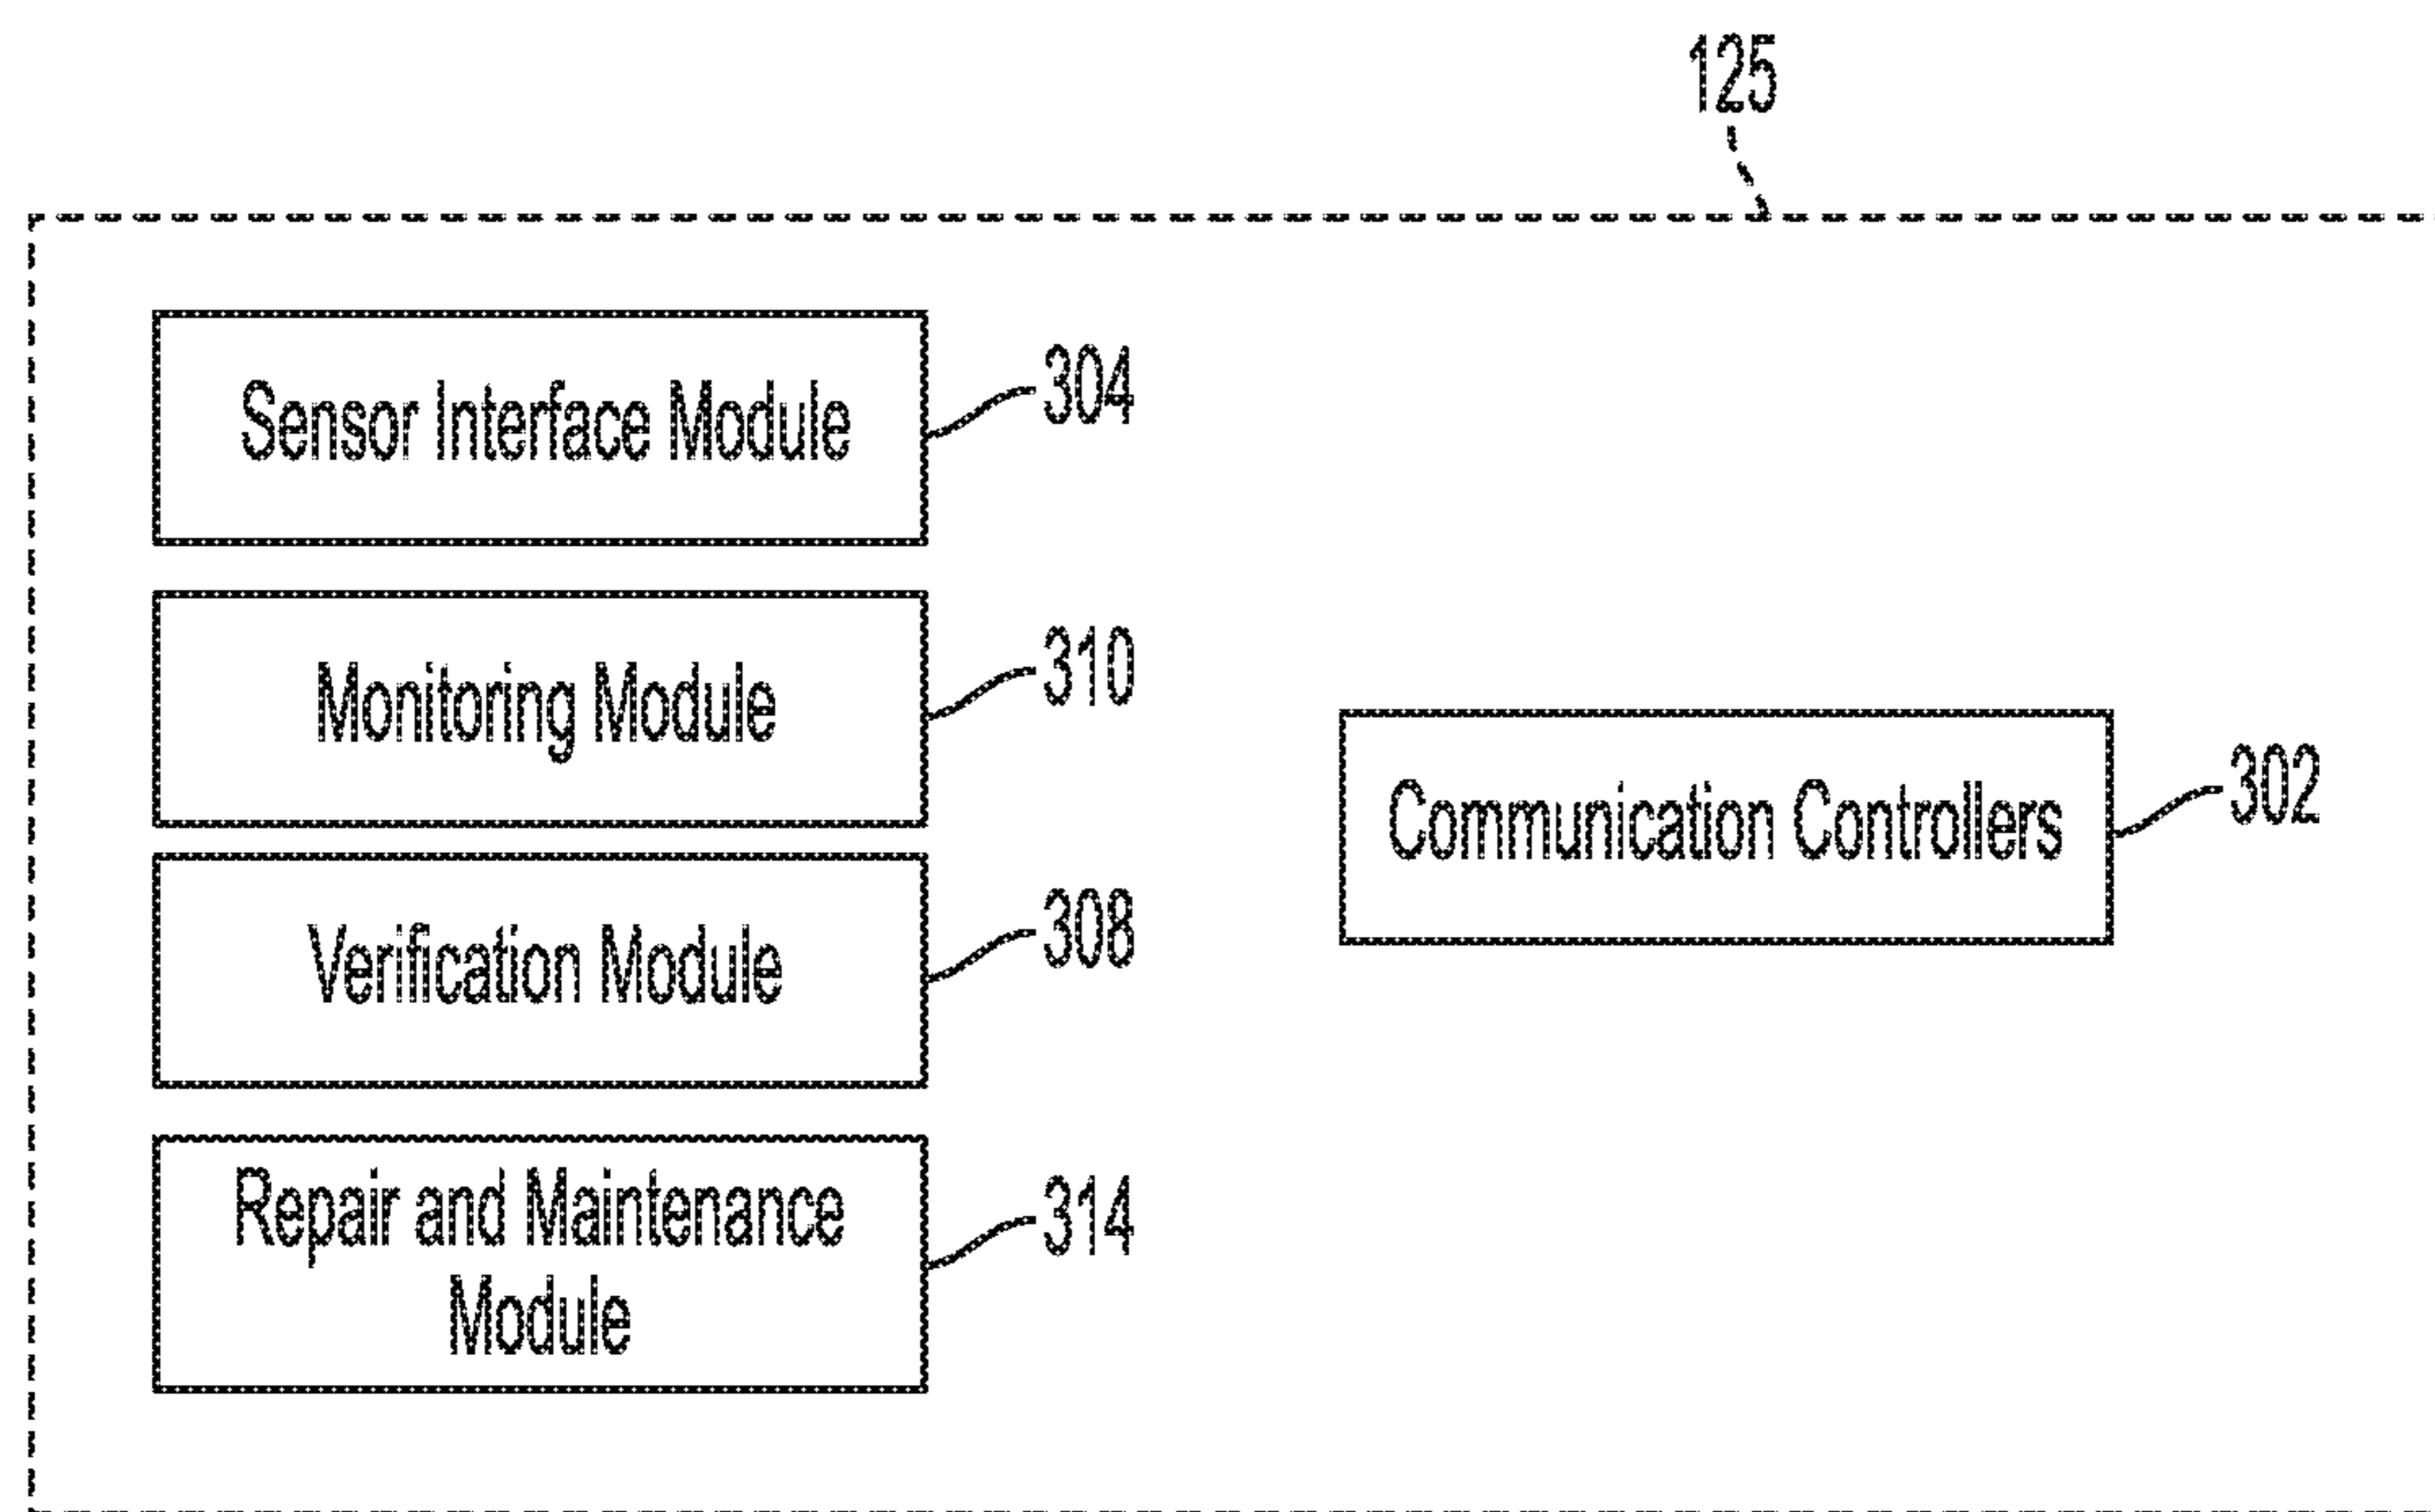 125
Sensor Interface Module
304
Monitoring Module
310
Communication Controllers
302
Verification Module
308
Repair and Maintenance
Module
314